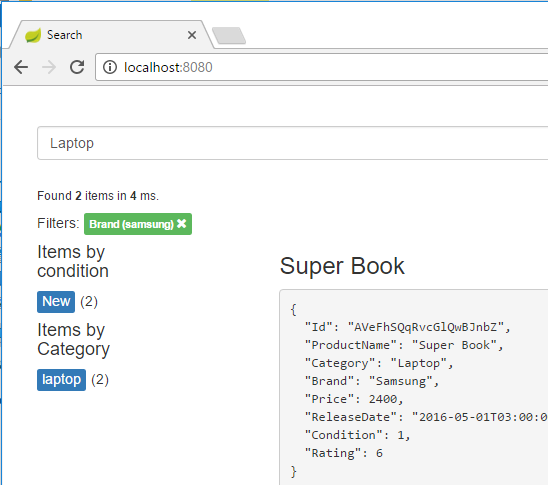 Search
localhost:8080
Laptop
Found 2 items in 4 ms.
Filters: Brand (samsung) ✖
Items by
condition
New (2)
Items by
Category
laptop (2)
Super Book
{
"Id": "AVeFhSQqRvcGlQwBJnbZ",
"ProductName": "Super Book",
"Category": "Laptop",
"Brand": "Samsung",
"Price": 2400,
"ReleaseDate": "2016-05-01T03:00:0
"Condition": 1,
"Rating": 6
}